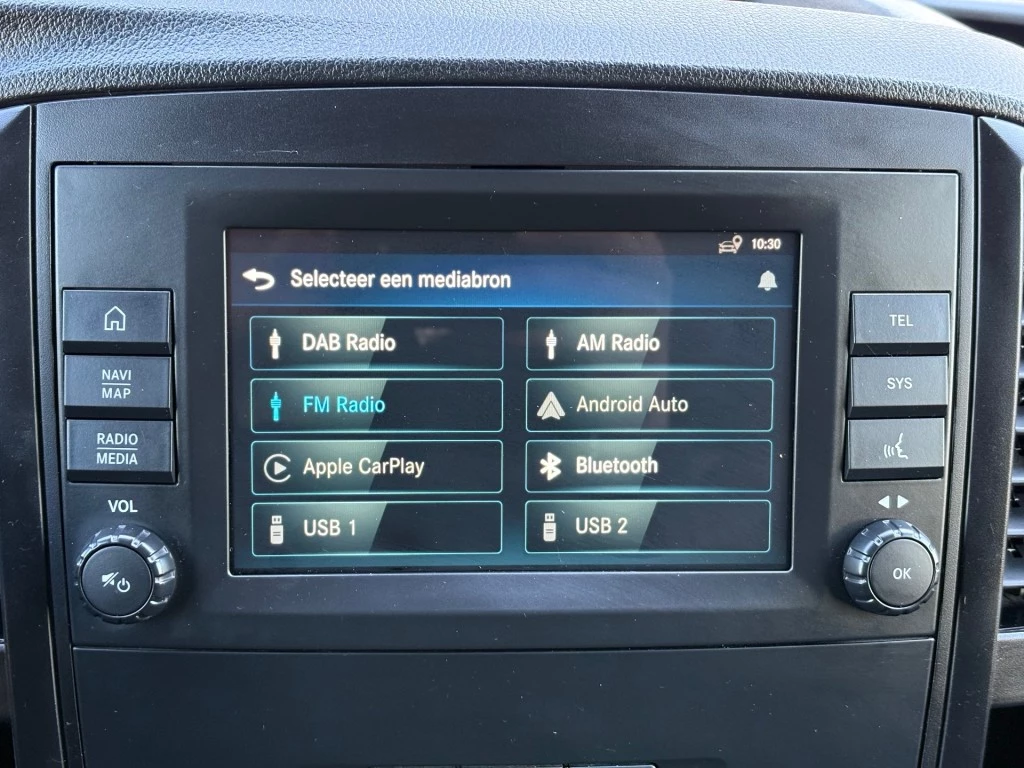 10:30
Selecteer een mediabron
DAB Radio
AM Radio
FM Radio
Android Auto
Apple CarPlay
Bluetooth
USB 1
USB 2
NAVI
MAP
RADIO
MEDIA
VOL
TEL
SYS
OK